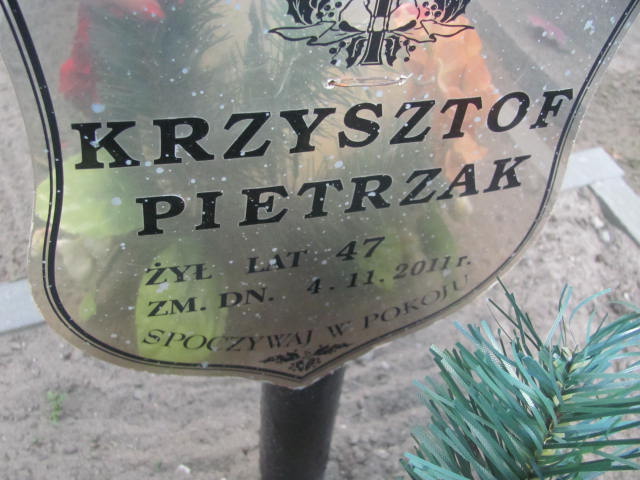 KRZYSZTOF
PIETRZAK
ŻYŁ LAT 47
ZM. DN. 4.11.2011 r.
SPOCZYWAJ W POKOJU